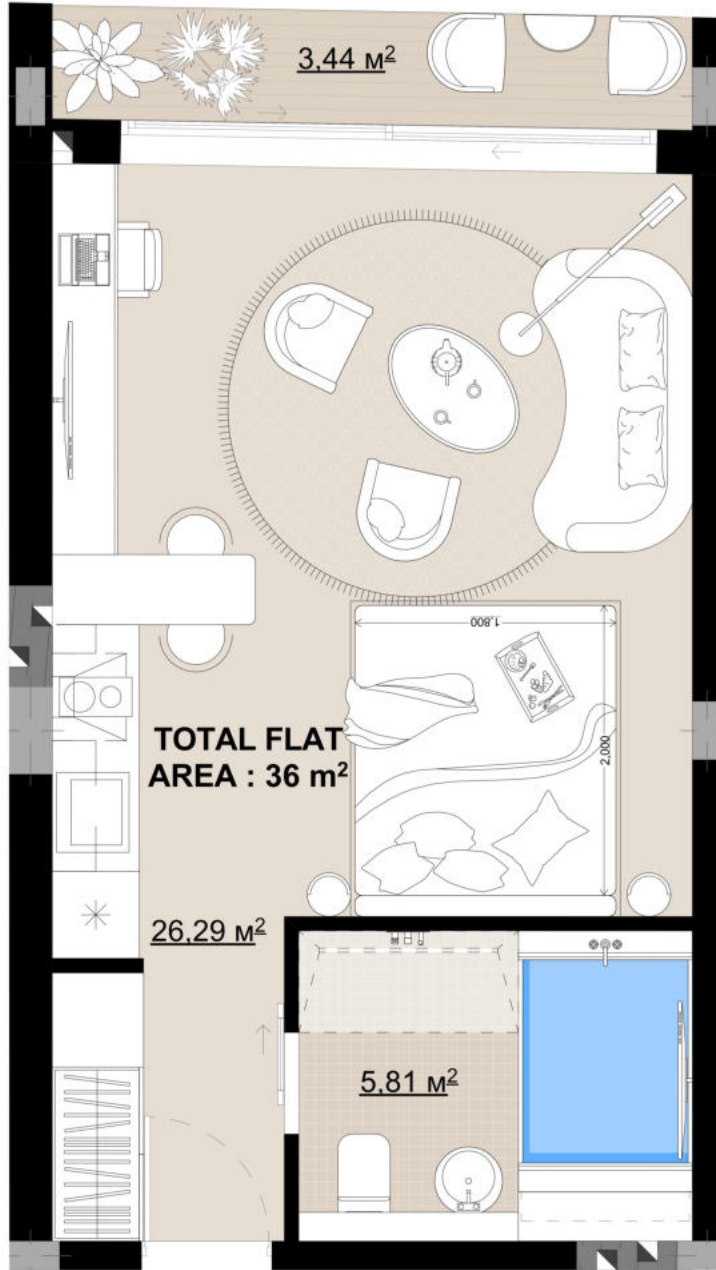 3,44 м²
1,800
2,000
TOTAL FLAT
AREA : 36 m²
26,29 м²
5,81 м²